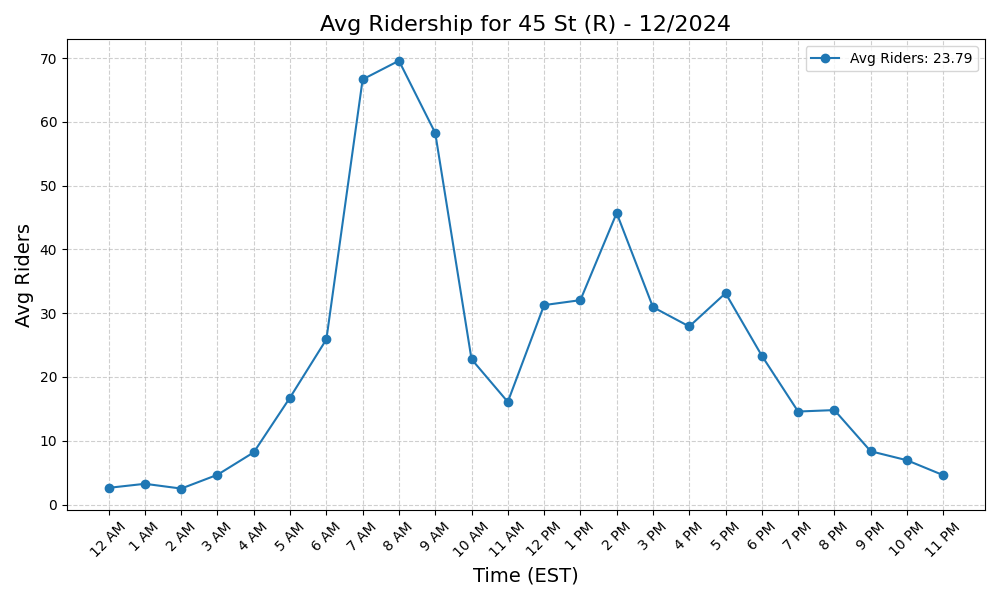 Avg Ridership for 45 St (R) - 12/2024
Avg Riders: 23.79
Avg Riders
70
60
50
40
30
20
10
0
12 AM
1 AM
2 AM
3 AM
4 AM
5 AM
6 AM
7 AM
8 AM
9 AM
10 AM
11 AM
12 PM
1 PM
2 PM
3 PM
4 PM
5 PM
6 PM
7 PM
8 PM
9 PM
10 PM
11 PM
Time (EST)